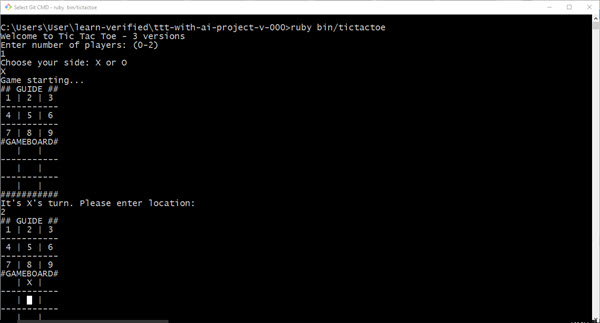 Select Git CMD - ruby bin/tictactoe
C:\Users\User\learn-verified\ttt-with-ai-project-v-000>ruby bin/tictactoe
Welcome to Tic Tac Toe - 3 versions
Enter number of players: (0-2)
1
Choose your side: X or O
X
Game starting...
## GUIDE ##
 1 | 2 | 3
-----------
 4 | 5 | 6
-----------
 7 | 8 | 9
#GAMEBOARD#
   |   |
-----------
   |   |
-----------
   |   |
###########
It's X's turn. Please enter location:
2
## GUIDE ##
 1 | 2 | 3
-----------
 4 | 5 | 6
-----------
 7 | 8 | 9
#GAMEBOARD#
   | X |
-----------
   |   |
-----------
   |   |